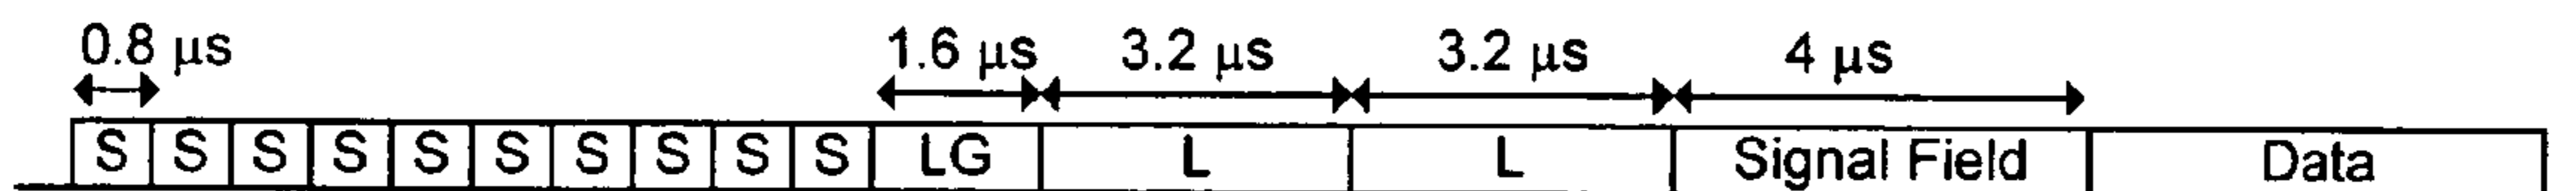 0.8 μs 1.6 μs 3.2 μs 3.2 μs 4 μs
S S S S S S S S S S LG L L Signal Field Data